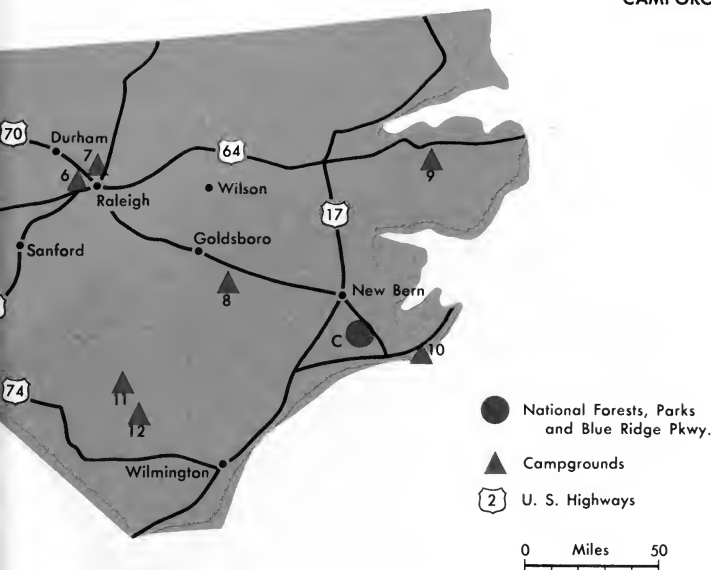 70
Durham
7
6
Raleigh
64
Wilson
9
17
Sanford
Goldsboro
8
New Bern
C
10
74
11
12
Wilmington
National Forests, Parks
and Blue Ridge Pkwy.
Campgrounds
2 U. S. Highways
0 Miles 50